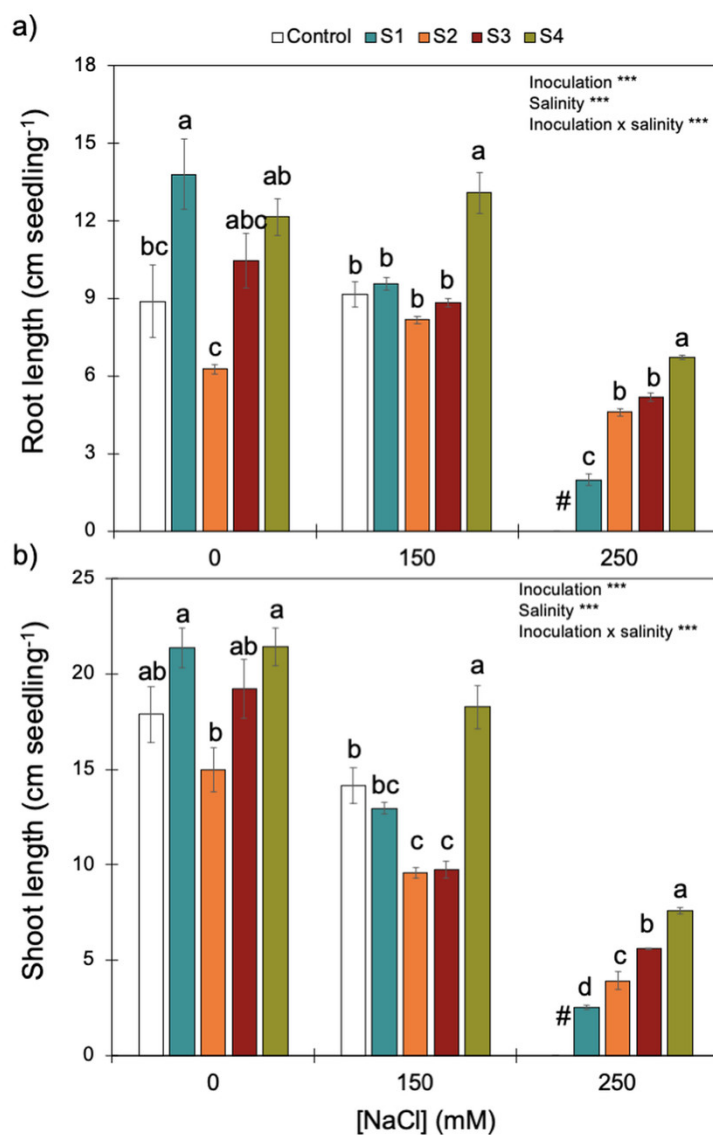 a)
Control S1 S2 S3 S4
Inoculation ***
Salinity ***
Inoculation x salinity ***
Root length (cm seedling⁻¹)
18
15
12
9
6
3
0
bc a c abc ab
b b b b a
# c b b a
0 150 250
b)
Inoculation ***
Salinity ***
Inoculation x salinity ***
Shoot length (cm seedling⁻¹)
25
20
15
10
5
0
ab a b ab a
b bc c c a
# d c b a
0 150 250
[NaCl] (mM)